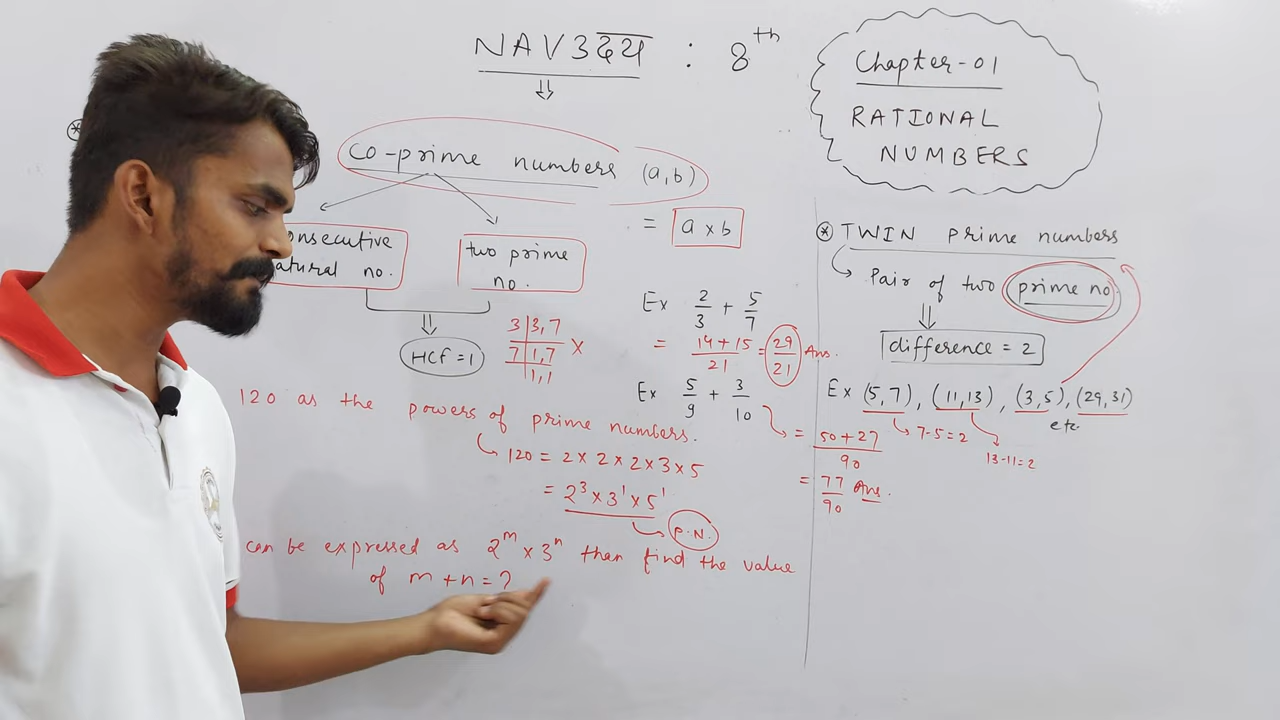 NAV3દય : 8th
Chapter-01
RATIONAL
NUMBERS
Co-prime numbers (a,b)
= a x b
onsecutive
atural no.
two prime
no.
HCF = 1
3 | 3, 7
7 | 1, 7 X
| 1, 1
Ex 2/3 + 5/7
= 14+15/21 = 29/21 Ans.
Ex 5/9 + 3/10
= 50+27/90
= 77/90 Ans.
120 as the powers of prime numbers.
120 = 2 x 2 x 2 x 3 x 5
= 2³ x 3¹ x 5¹
P.N.
can be expressed as 2^m x 3^n then find the value
of m + n = ?
* TWIN prime numbers
Pair of two prime no.
difference = 2
Ex (5,7), (11,13), (3,5), (29,31)
etc
7-5=2
13-11=2